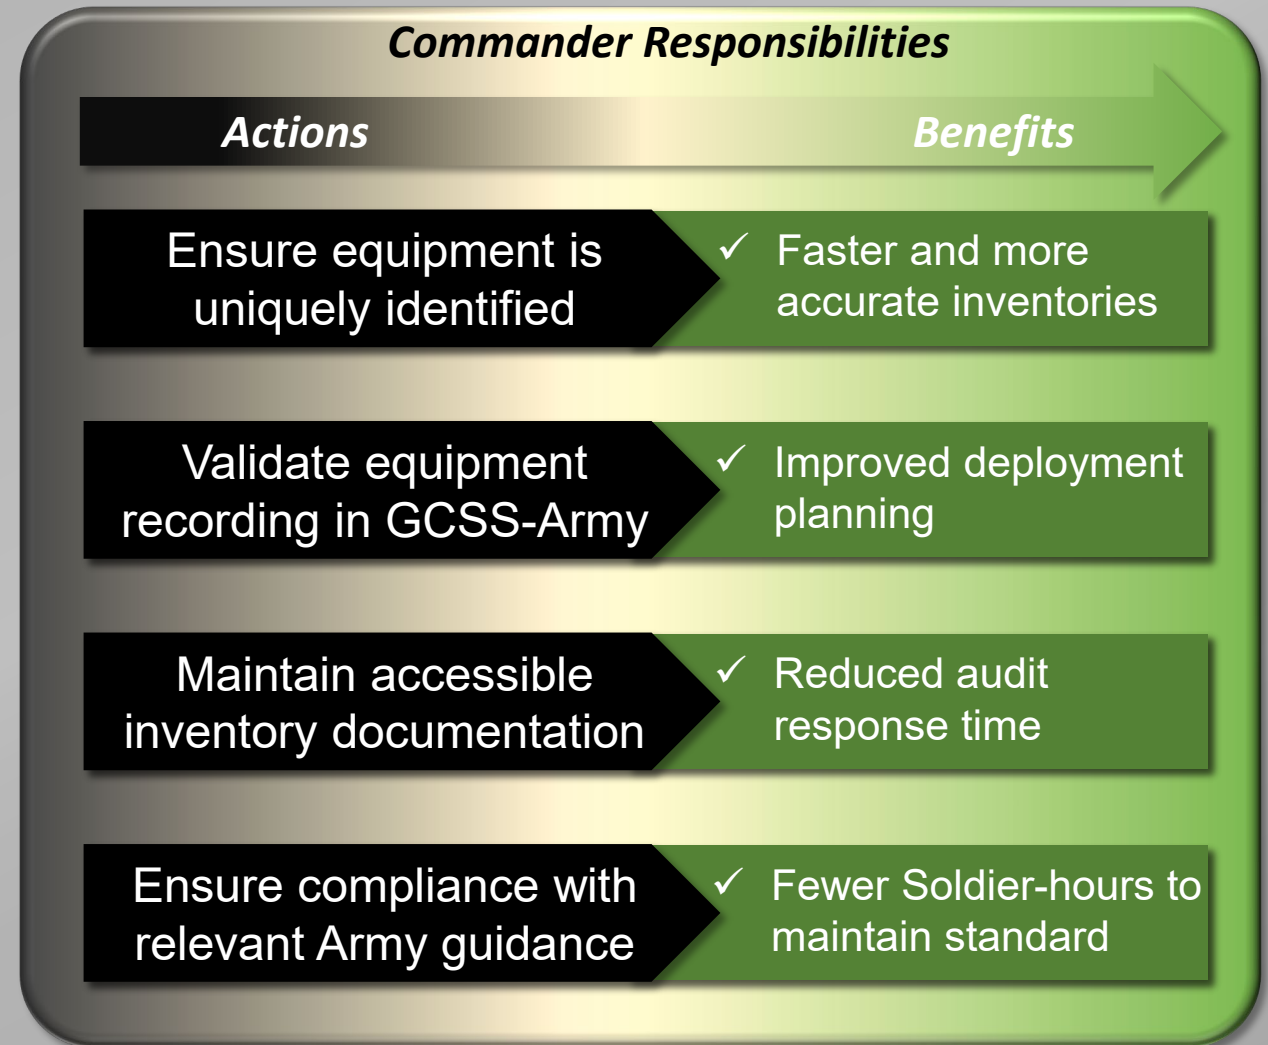 Commander Responsibilities
Actions
Benefits
Ensure equipment is
uniquely identified
✓ Faster and more
accurate inventories
Validate equipment
recording in GCSS-Army
✓ Improved deployment
planning
Maintain accessible
inventory documentation
✓ Reduced audit
response time
Ensure compliance with
relevant Army guidance
✓ Fewer Soldier-hours to
maintain standard